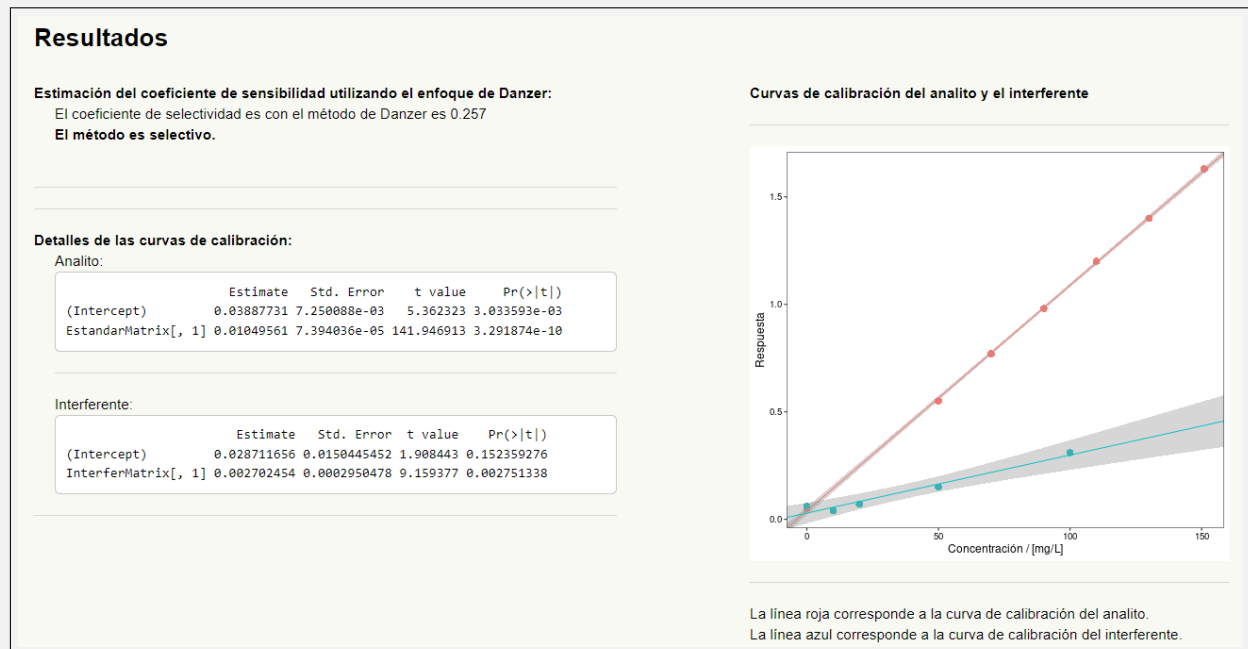 Resultados
Estimación del coeficiente de sensibilidad utilizando el enfoque de Danzer:
El coeficiente de selectividad es con el método de Danzer es 0.257
El método es selectivo.
Detalles de las curvas de calibración:
Analito:
Estimate Std. Error t value Pr(>|t|)
(Intercept) 0.03887731 7.250088e-03 5.362323 3.033593e-03
EstandarMatrix[, 1] 0.01049561 7.394036e-05 141.946913 3.291874e-10
Interferente:
Estimate Std. Error t value Pr(>|t|)
(Intercept) 0.028711656 0.0150445452 1.908443 0.152359276
InterferMatrix[, 1] 0.002702454 0.0002950478 9.159377 0.002751338
Curvas de calibración del analito y el interferente
1.5
1.0
0.5
0.0
Respuesta
0 50 100 150
Concentración / [mg/L]
La línea roja corresponde a la curva de calibración del analito.
La línea azul corresponde a la curva de calibración del interferente.